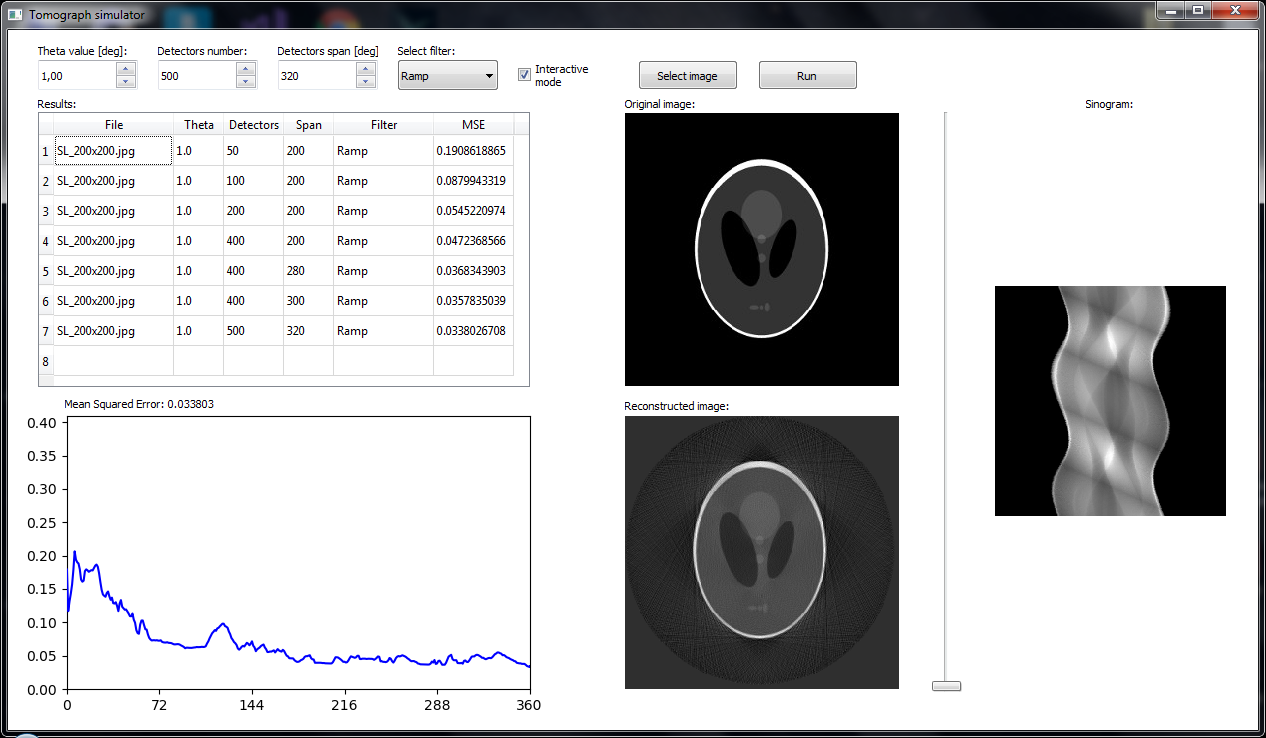 Tomograph simulator
Theta value [deg]: Detectors number: Detectors span [deg] Select filter:
1,00 500 320 Ramp Interactive mode Select image Run
Results: Original image: Sinogram:
File Theta Detectors Span Filter MSE
1 SL_200x200.jpg 1.0 50 200 Ramp 0.1908618865
2 SL_200x200.jpg 1.0 100 200 Ramp 0.0879943319
3 SL_200x200.jpg 1.0 200 200 Ramp 0.0545220974
4 SL_200x200.jpg 1.0 400 200 Ramp 0.0472368566
5 SL_200x200.jpg 1.0 400 280 Ramp 0.0368343903
6 SL_200x200.jpg 1.0 400 300 Ramp 0.0357835039
7 SL_200x200.jpg 1.0 500 320 Ramp 0.0338026708
8
Mean Squared Error: 0.033803 Reconstructed image:
0.40
0.35
0.30
0.25
0.20
0.15
0.10
0.05
0.00
0 72 144 216 288 360